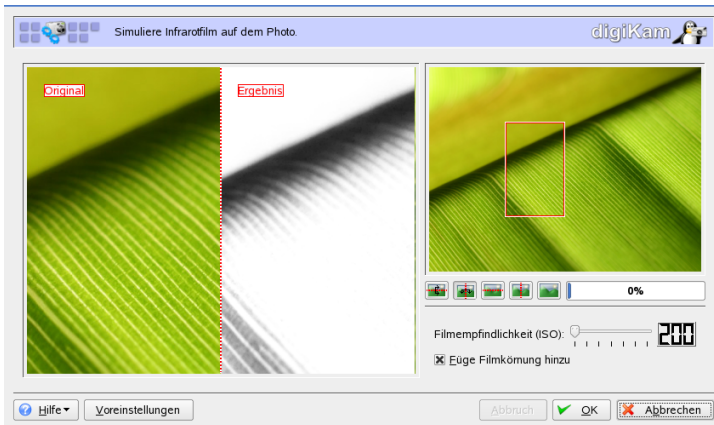 Simuliere Infrarotfilm auf dem Photo.
digiKam
Original
Ergebnis
0%
Filmempfindlichkeit (ISO):
200
Füge Filmkörnung hinzu
Hilfe
Voreinstellungen
Abbruch
OK
Abbrechen